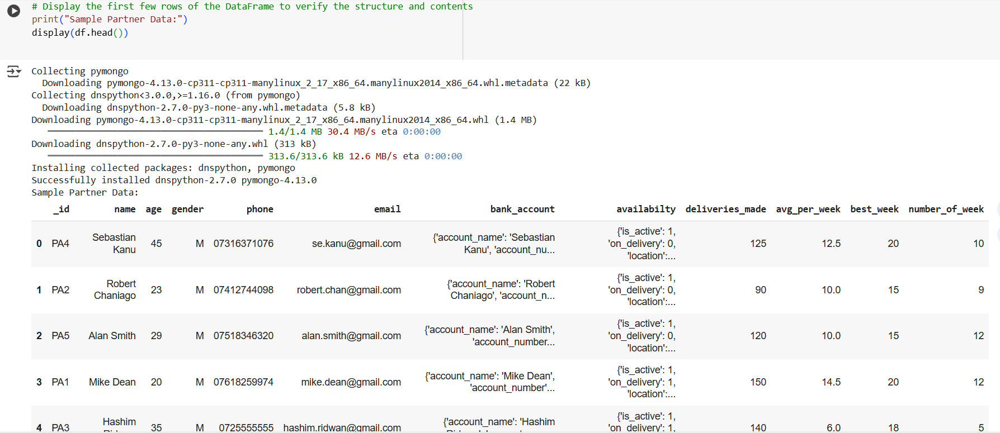 # Display the first few rows of the DataFrame to verify the structure and contents
print("Sample Partner Data:")
display(df.head())
Collecting pymongo
  Downloading pymongo-4.13.0-cp311-cp311-manylinux_2_17_x86_64.manylinux2014_x86_64.whl.metadata (22 kB)
Collecting dnspython<3.0.0,>=1.16.0 (from pymongo)
  Downloading dnspython-2.7.0-py3-none-any.whl.metadata (5.8 kB)
Downloading pymongo-4.13.0-cp311-cp311-manylinux_2_17_x86_64.manylinux2014_x86_64.whl (1.4 MB)
1.4/1.4 MB 30.4 MB/s eta 0:00:00
Downloading dnspython-2.7.0-py3-none-any.whl (313 kB)
313.6/313.6 kB 12.6 MB/s eta 0:00:00
Installing collected packages: dnspython, pymongo
Successfully installed dnspython-2.7.0 pymongo-4.13.0
Sample Partner Data:
_id name age gender phone email bank_account availabilty deliveries_made avg_per_week best_week number_of_week
0 PA4 Sebastian Kanu 45 M 07316371076 se.kanu@gmail.com {'account_name': 'Sebastian Kanu', 'account_nu... {'is_active': 1, 'on_delivery': 0, 'location':... 125 12.5 20 10
1 PA2 Robert Chaniago 23 M 07412744098 robert.chan@gmail.com {'account_name': 'Robert Chaniago', 'account_n... {'is_active': 1, 'on_delivery': 0, 'location':... 90 10.0 15 9
2 PA5 Alan Smith 29 M 07518346320 alan.smith@gmail.com {'account_name': 'Alan Smith', 'account_number... {'is_active': 1, 'on_delivery': 0, 'location':... 120 10.0 15 12
3 PA1 Mike Dean 20 M 07618259974 mike.dean@gmail.com {'account_name': 'Mike Dean', 'account_number'... {'is_active': 1, 'on_delivery': 1, 'location':... 150 14.5 20 12
4 PA3 Hashim 35 M 0725555555 hashim.ridwan@gmail.com {'account_name': 'Hashim {'is_active': 1, 'on_delivery': 1, 140 6.0 18 5